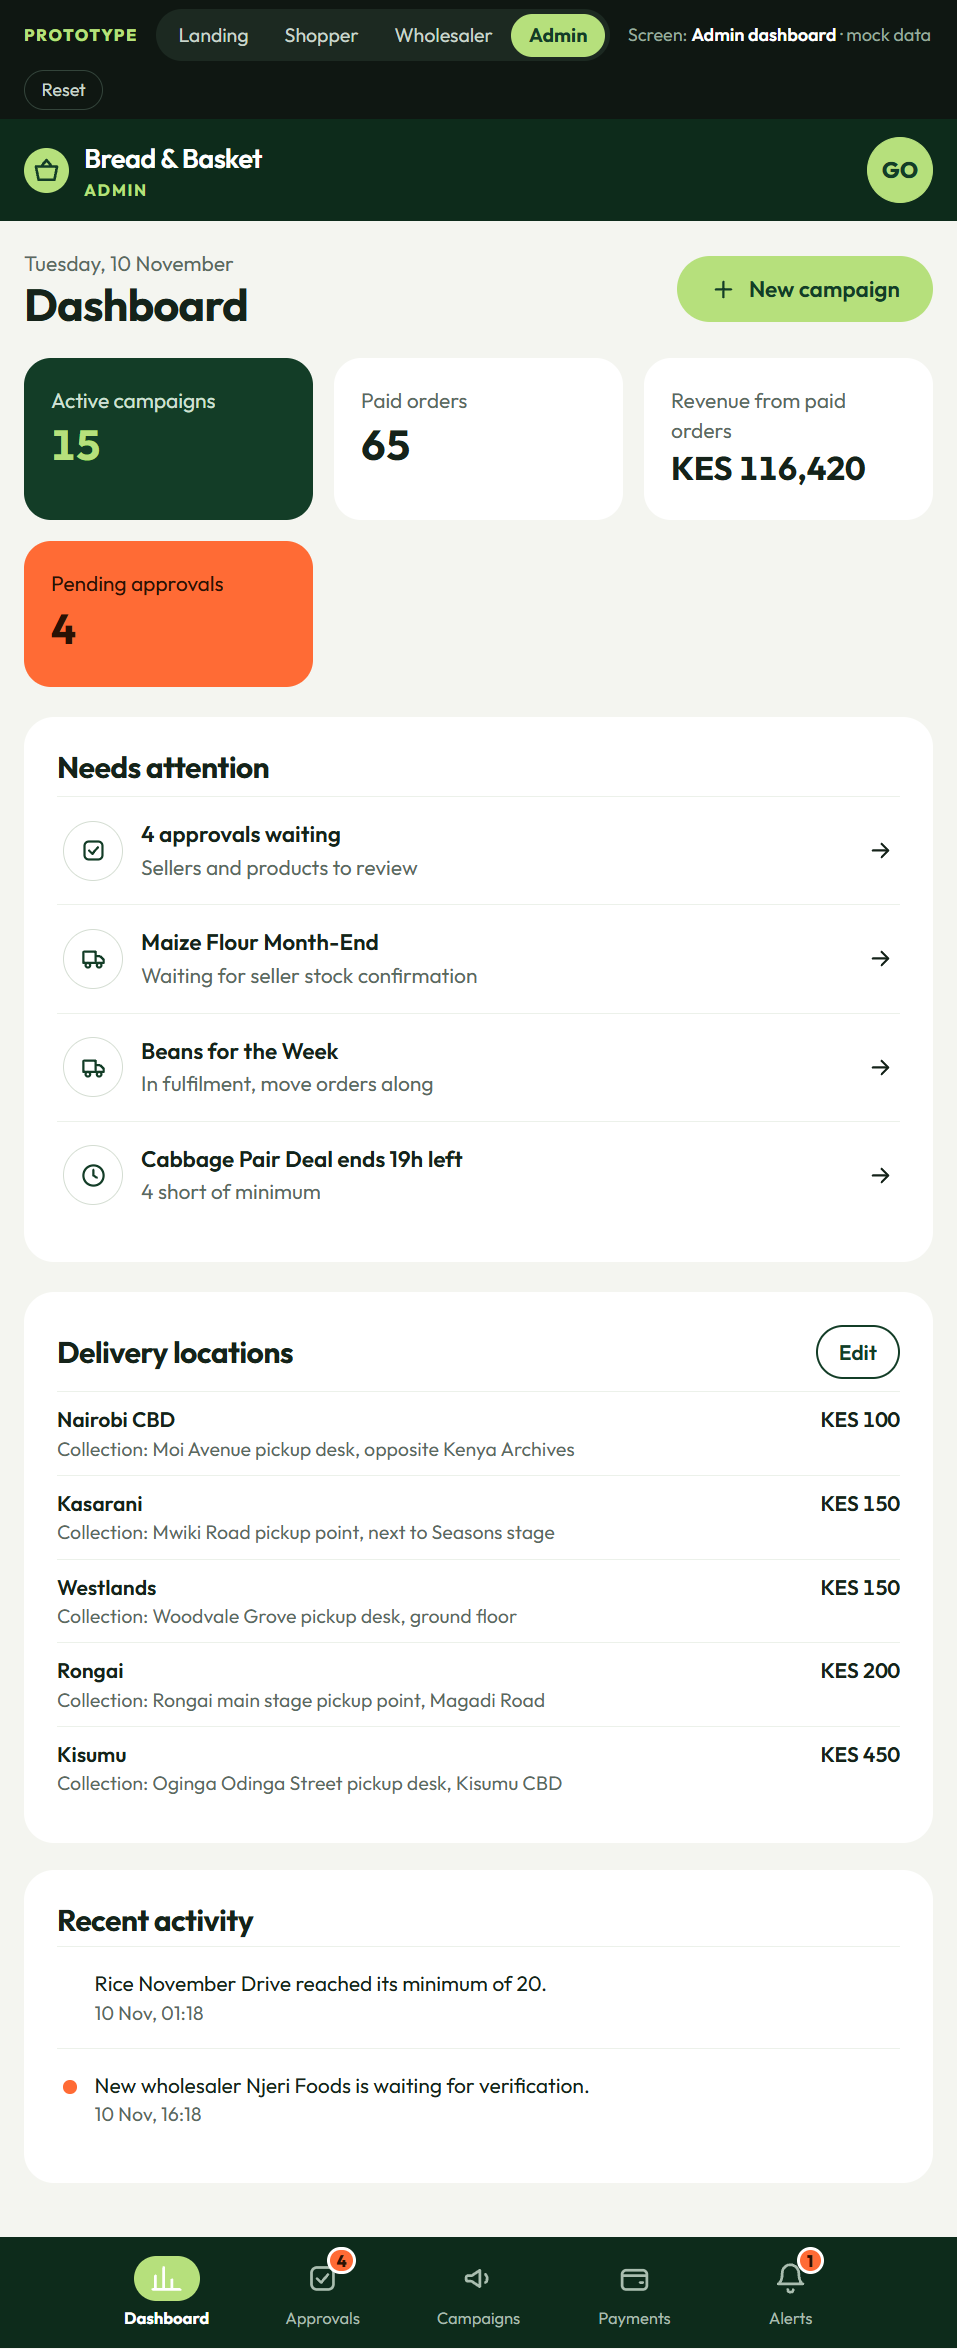 PROTOTYPE
Landing
Shopper
Wholesaler
Admin
Screen: Admin dashboard · mock data
Reset
Bread & Basket
ADMIN
GO
Tuesday, 10 November
Dashboard
+ New campaign
Active campaigns
15
Paid orders
65
Revenue from paid
orders
KES 116,420
Pending approvals
4
Needs attention
4 approvals waiting
Sellers and products to review
Maize Flour Month-End
Waiting for seller stock confirmation
Beans for the Week
In fulfilment, move orders along
Cabbage Pair Deal ends 19h left
4 short of minimum
Delivery locations
Edit
Nairobi CBD
KES 100
Collection: Moi Avenue pickup desk, opposite Kenya Archives
Kasarani
KES 150
Collection: Mwiki Road pickup point, next to Seasons stage
Westlands
KES 150
Collection: Woodvale Grove pickup desk, ground floor
Rongai
KES 200
Collection: Rongai main stage pickup point, Magadi Road
Kisumu
KES 450
Collection: Oginga Odinga Street pickup desk, Kisumu CBD
Recent activity
Rice November Drive reached its minimum of 20.
10 Nov, 01:18
New wholesaler Njeri Foods is waiting for verification.
10 Nov, 16:18
4
1
Dashboard
Approvals
Campaigns
Payments
Alerts